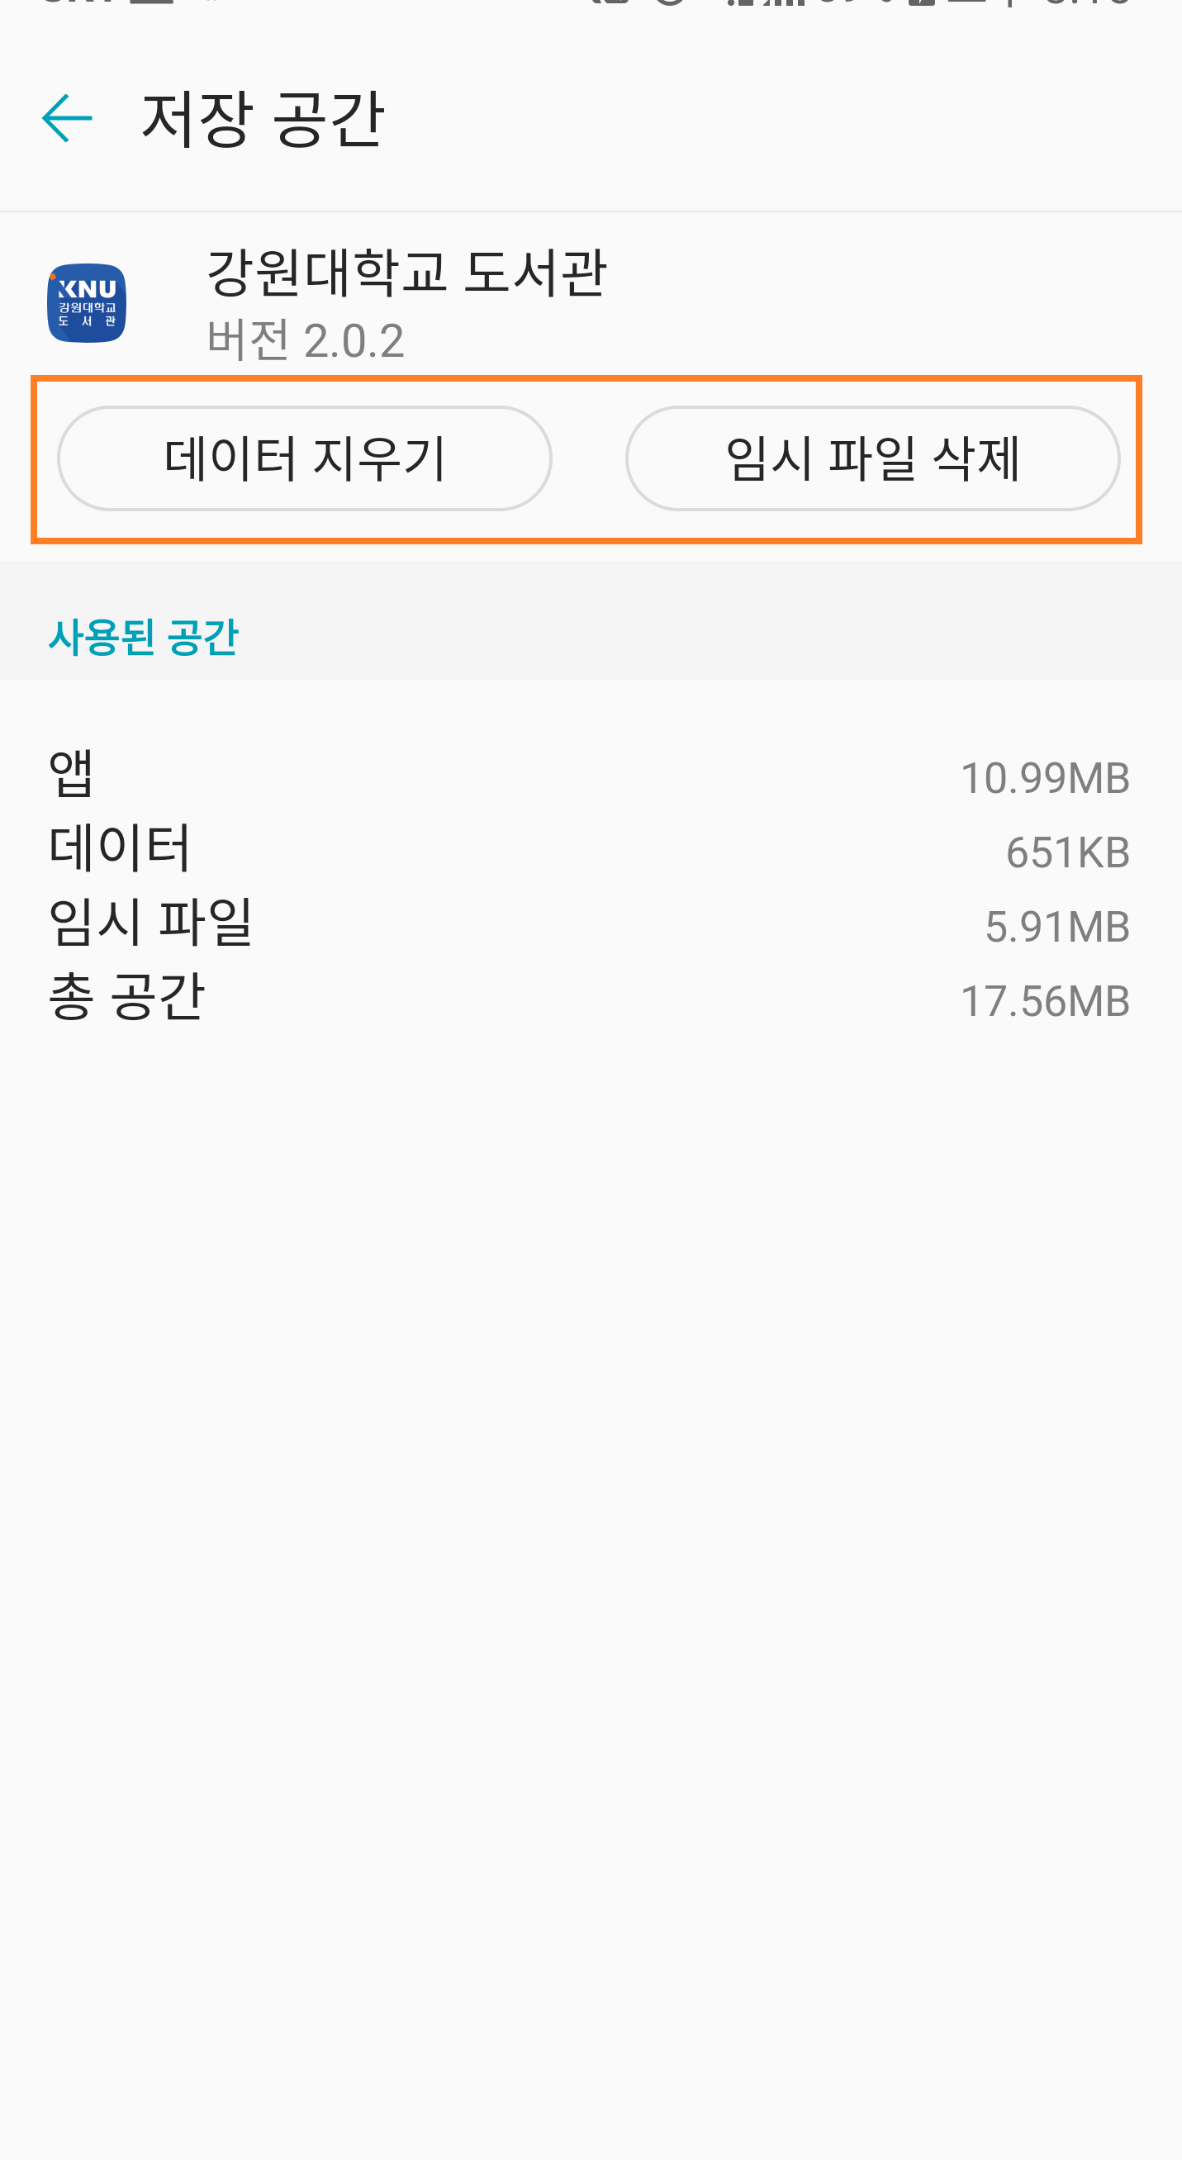 저장 공간
KNU
강원대학교
도 서 관
강원대학교 도서관
버전 2.0.2
데이터 지우기
임시 파일 삭제
사용된 공간
앱 10.99MB
데이터 651KB
임시 파일 5.91MB
총 공간 17.56MB